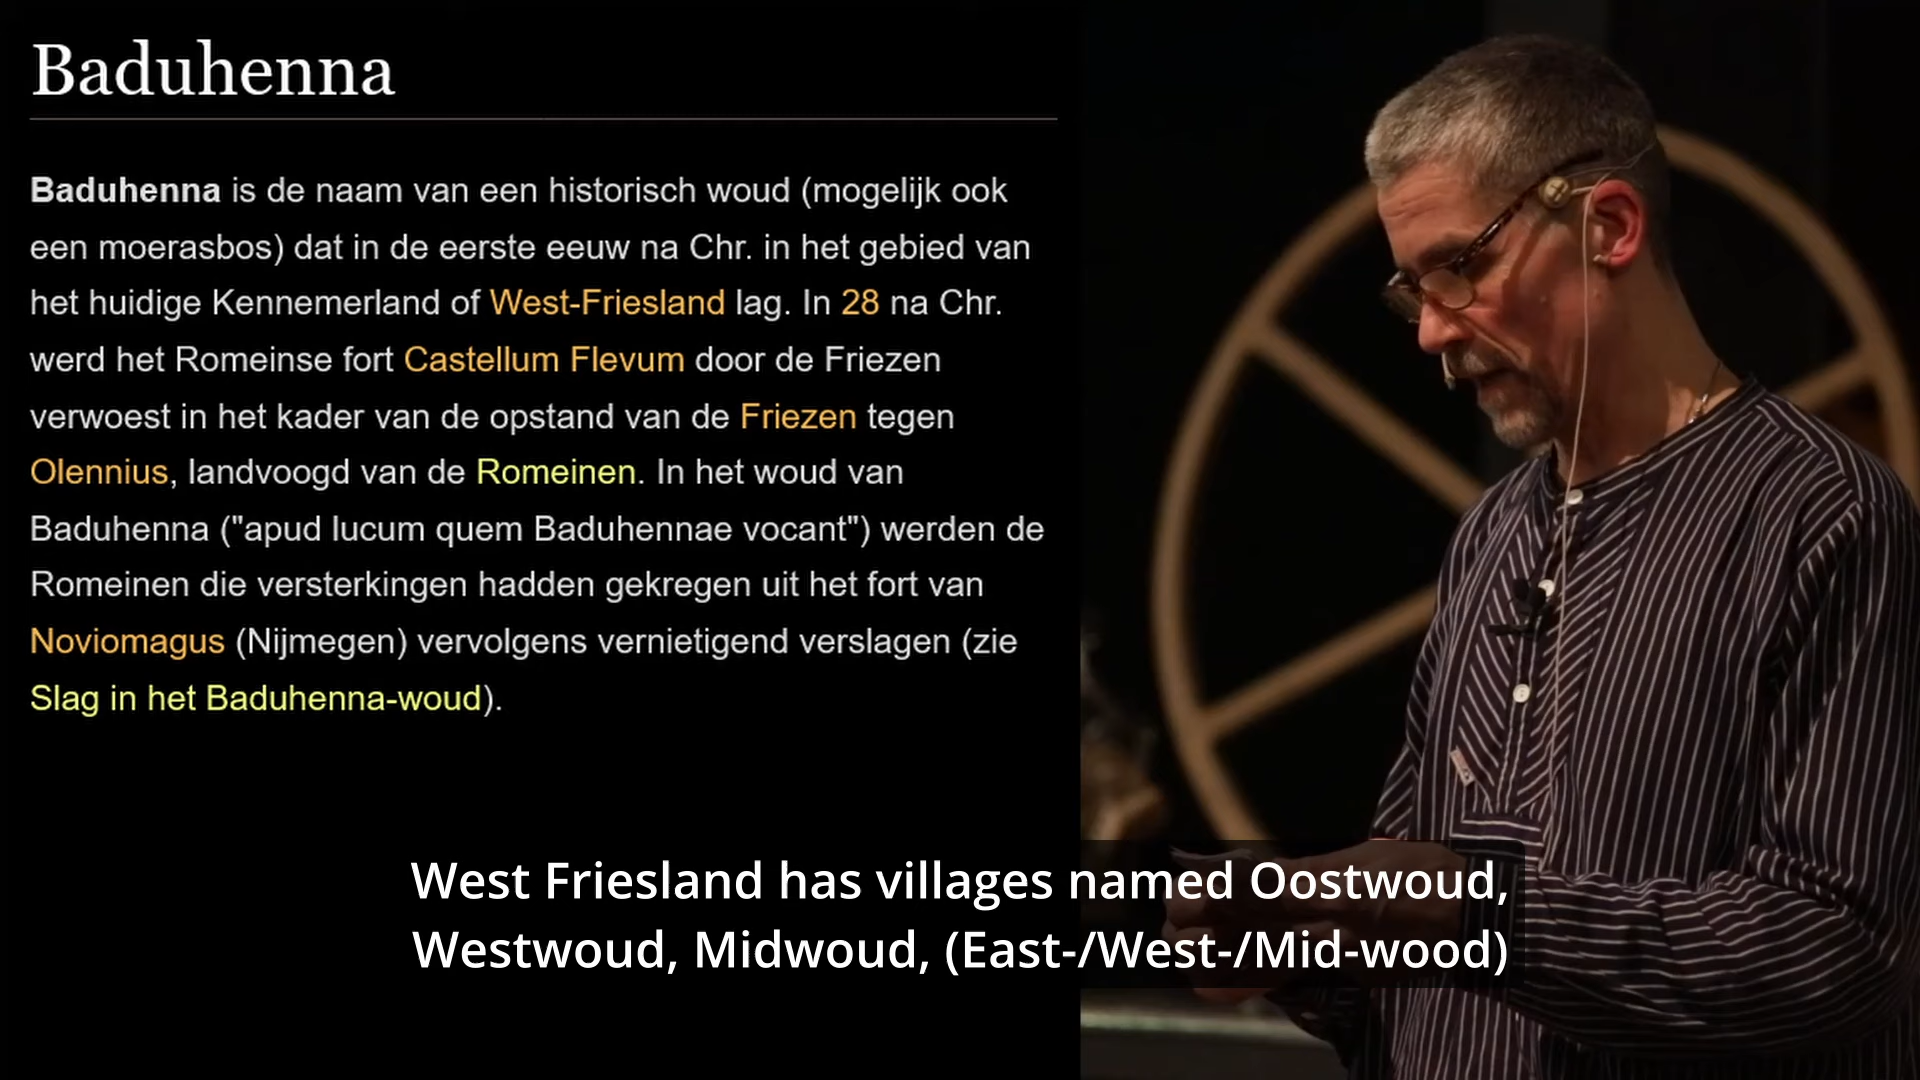 Baduhenna
Baduhenna is de naam van een historisch woud (mogelijk ook
een moerasbos) dat in de eerste eeuw na Chr. in het gebied van
het huidige Kennemerland of West-Friesland lag. In 28 na Chr.
werd het Romeinse fort Castellum Flevum door de Friezen
verwoest in het kader van de opstand van de Friezen tegen
Olennius, landvoogd van de Romeinen. In het woud van
Baduhenna ("apud lucum quem Baduhennae vocant") werden de
Romeinen die versterkingen hadden gekregen uit het fort van
Noviomagus (Nijmegen) vervolgens vernietigend verslagen (zie
Slag in het Baduhenna-woud).
West Friesland has villages named Oostwoud,
Westwoud, Midwoud, (East-/West-/Mid-wood)